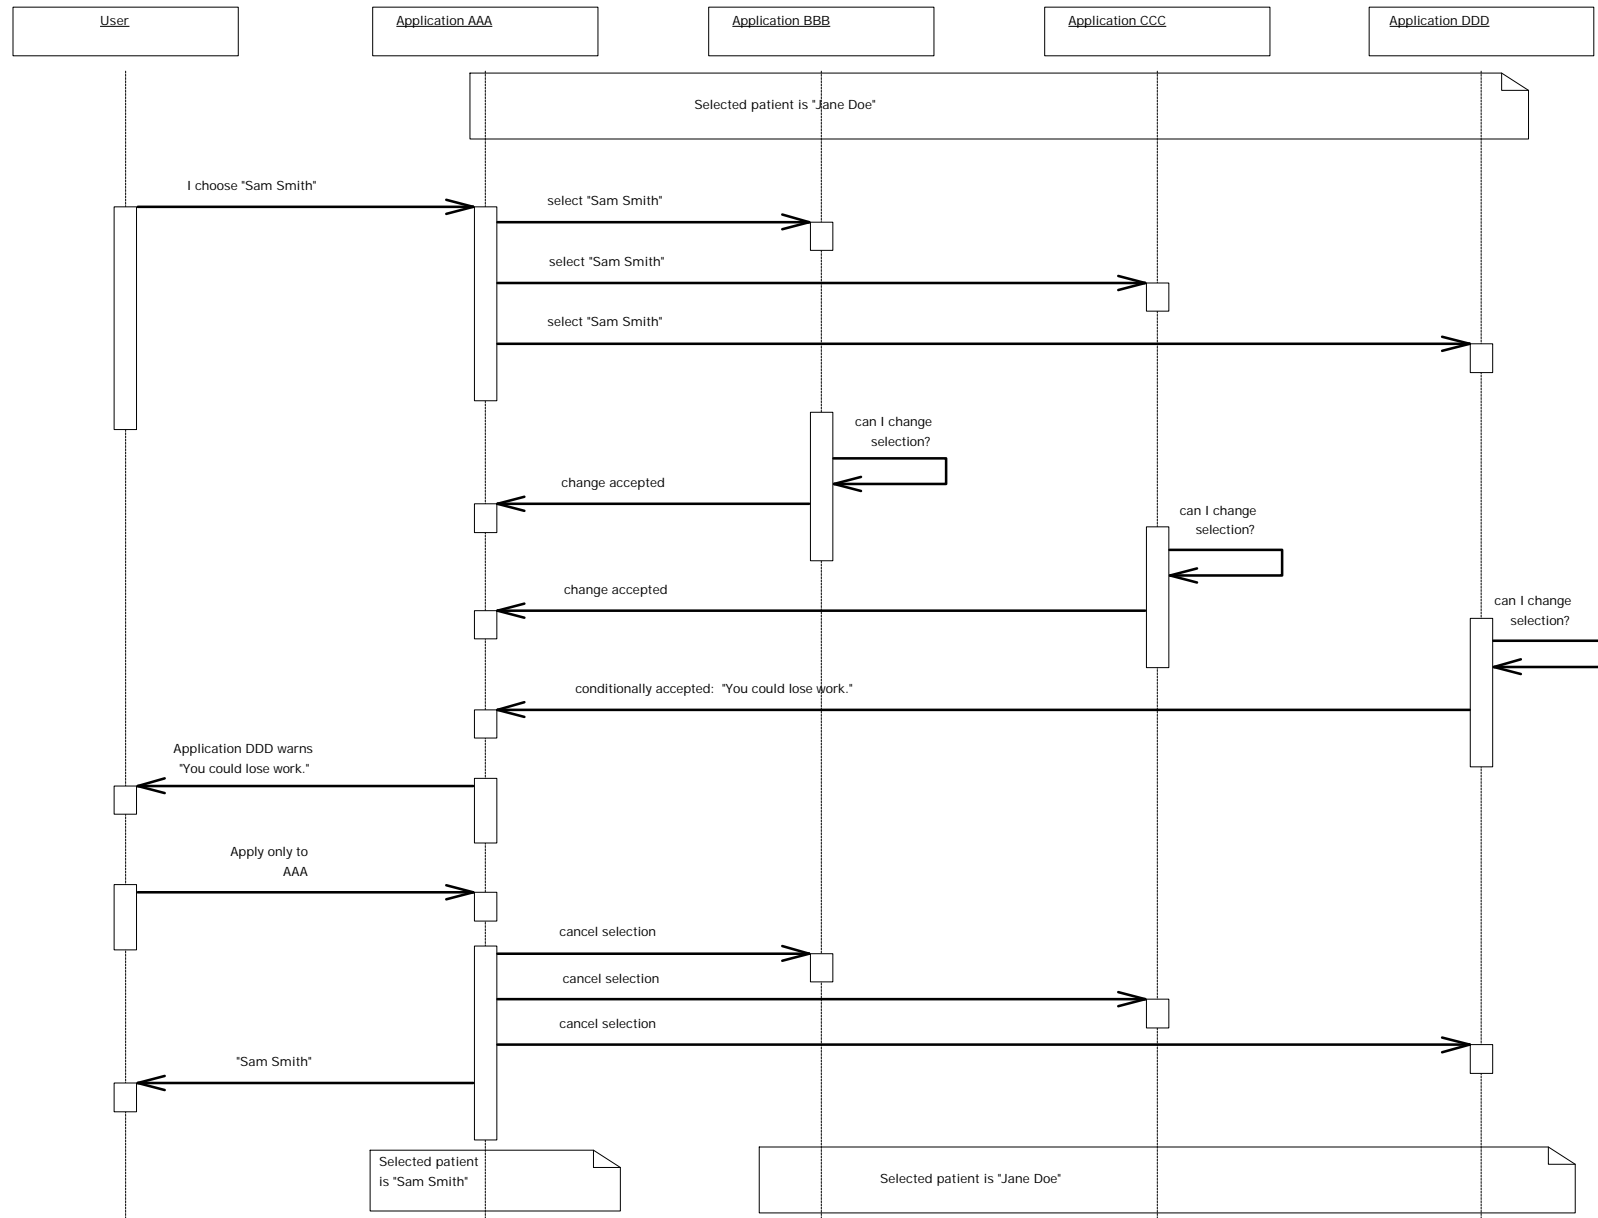 User
Application AAA
Application BBB
Application CCC
Application DDD
Selected patient is "Jane Doe"
I choose "Sam Smith"
select "Sam Smith"
select "Sam Smith"
select "Sam Smith"
can I change
selection?
change accepted
can I change
selection?
change accepted
can I change
selection?
conditionally accepted:  "You could lose work."
Application DDD warns
"You could lose work."
Apply only to
AAA
cancel selection
cancel selection
cancel selection
"Sam Smith"
Selected patient
is "Sam Smith"
Selected patient is "Jane Doe"